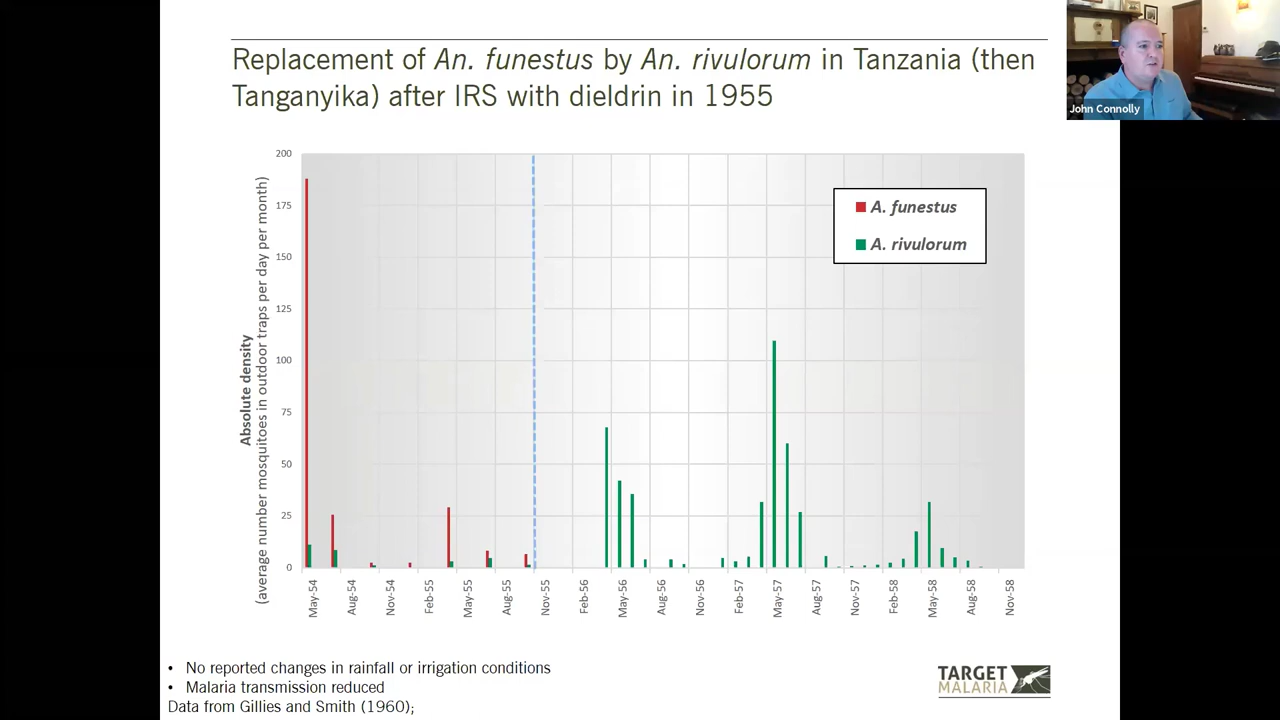 Replacement of An. funestus by An. rivulorum in Tanzania (then
Tanganyika) after IRS with dieldrin in 1955
John Connolly
Absolute density
(average number mosquitoes in outdoor traps per day per month)
200
175
150
125
100
75
50
25
0
A. funestus
A. rivulorum
May-54
Aug-54
Nov-54
Feb-55
May-55
Aug-55
Nov-55
Feb-56
May-56
Aug-56
Nov-56
Feb-57
May-57
Aug-57
Nov-57
Feb-58
May-58
Aug-58
Nov-58
• No reported changes in rainfall or irrigation conditions
• Malaria transmission reduced
Data from Gillies and Smith (1960);
TARGET
MALARIA